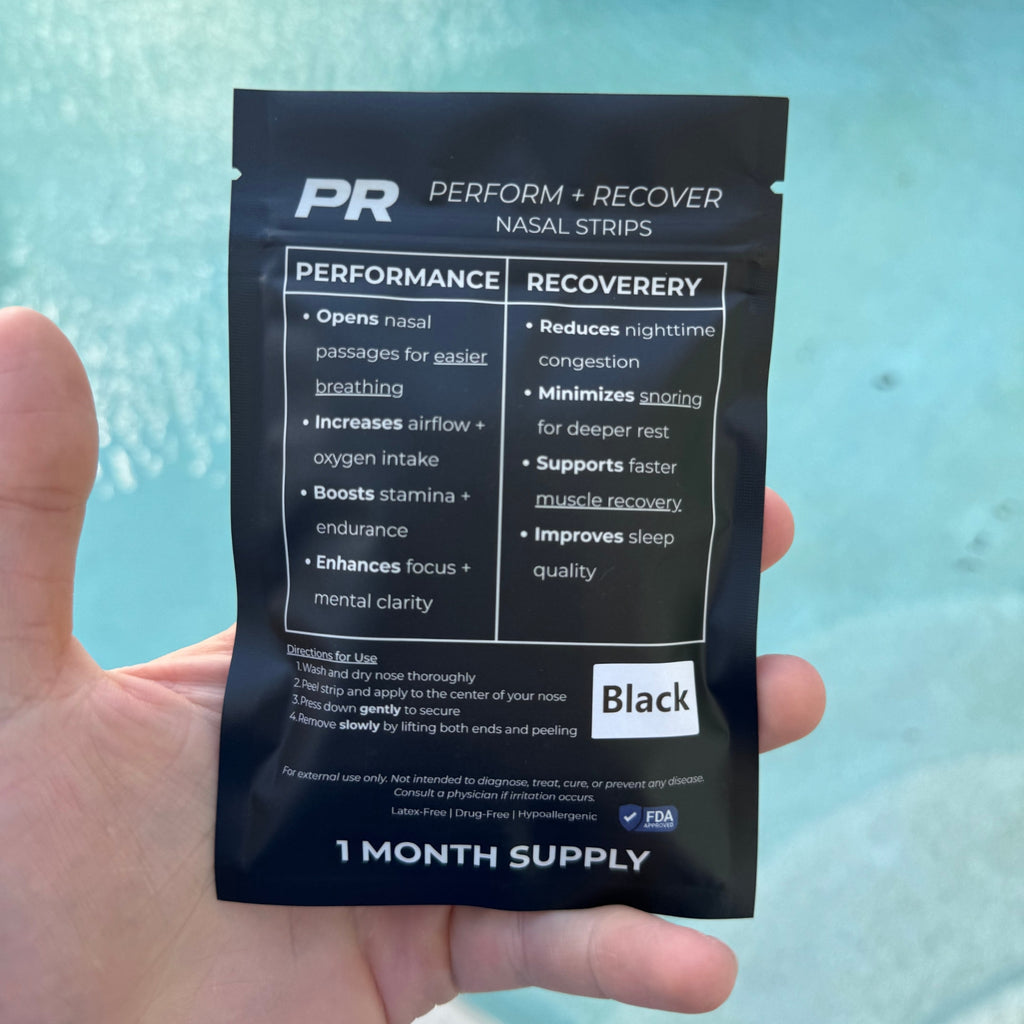 PR PERFORM + RECOVER
NASAL STRIPS
PERFORMANCE
• Opens nasal
passages for easier
breathing
• Increases airflow +
oxygen intake
• Boosts stamina +
endurance
• Enhances focus +
mental clarity
RECOVERERY
• Reduces nighttime
congestion
• Minimizes snoring
for deeper rest
• Supports faster
muscle recovery
• Improves sleep
quality
Directions for Use
1.Wash and dry nose thoroughly
2.Peel strip and apply to the center of your nose
3.Press down gently to secure
4.Remove slowly by lifting both ends and peeling
Black
For external use only. Not intended to diagnose, treat, cure, or prevent any disease.
Consult a physician if irritation occurs.
Latex-Free | Drug-Free | Hypoallergenic
FDA
APPROVED
1 MONTH SUPPLY